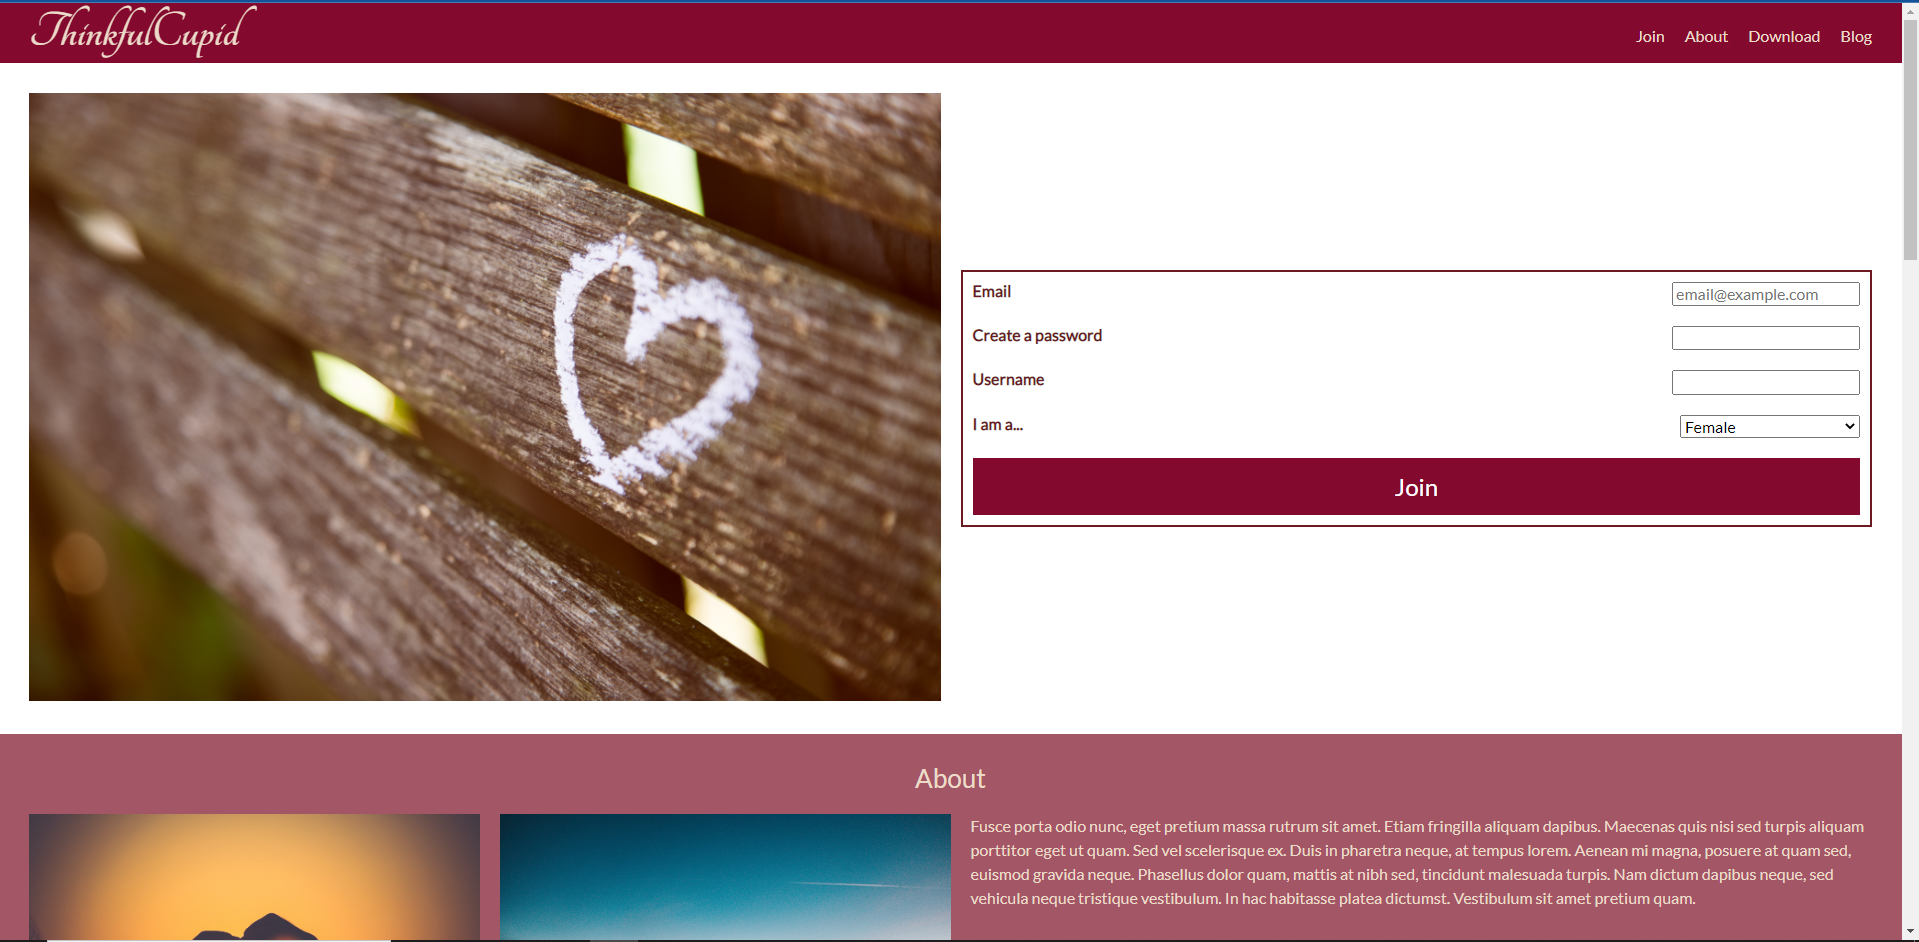 ThinkfulCupid
Join About Download Blog
Email
email@example.com
Create a password
Username
I am a...
Female
Join
About
Fusce porta odio nunc, eget pretium massa rutrum sit amet. Etiam fringilla aliquam dapibus. Maecenas quis nisi sed turpis aliquam
porttitor eget ut quam. Sed vel scelerisque ex. Duis in pharetra neque, at tempus lorem. Aenean mi magna, posuere at quam sed,
euismod gravida neque. Phasellus dolor quam, mattis at nibh sed, tincidunt malesuada turpis. Nam dictum dapibus neque, sed
vehicula neque tristique vestibulum. In hac habitasse platea dictumst. Vestibulum sit amet pretium quam.